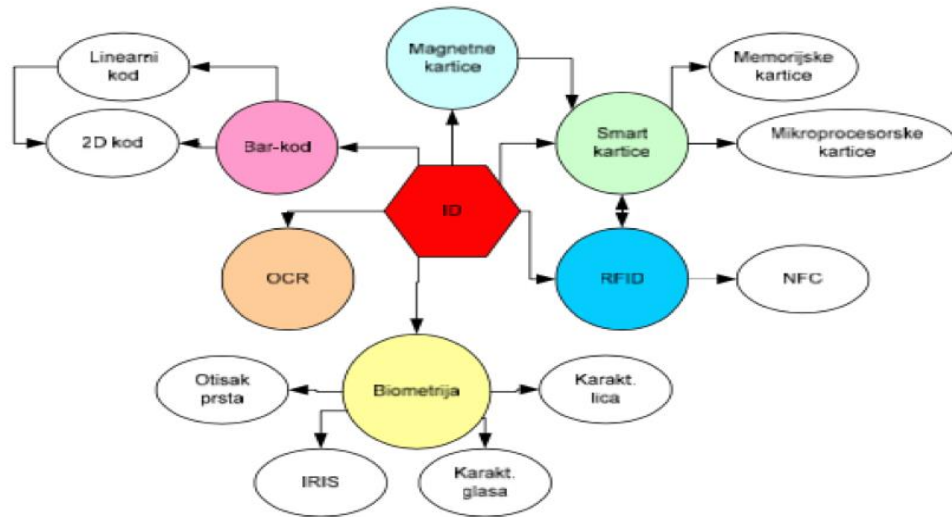 Linearni
kod
2D kod
Bar-kod
Magnetne
kartice
Smart
kartice
Memorijske
kartice
Mikroprocesorske
kartice
ID
OCR
RFID
NFC
Biometrija
Otisak
prsta
IRIS
Karakt.
glasa
Karakt.
lica